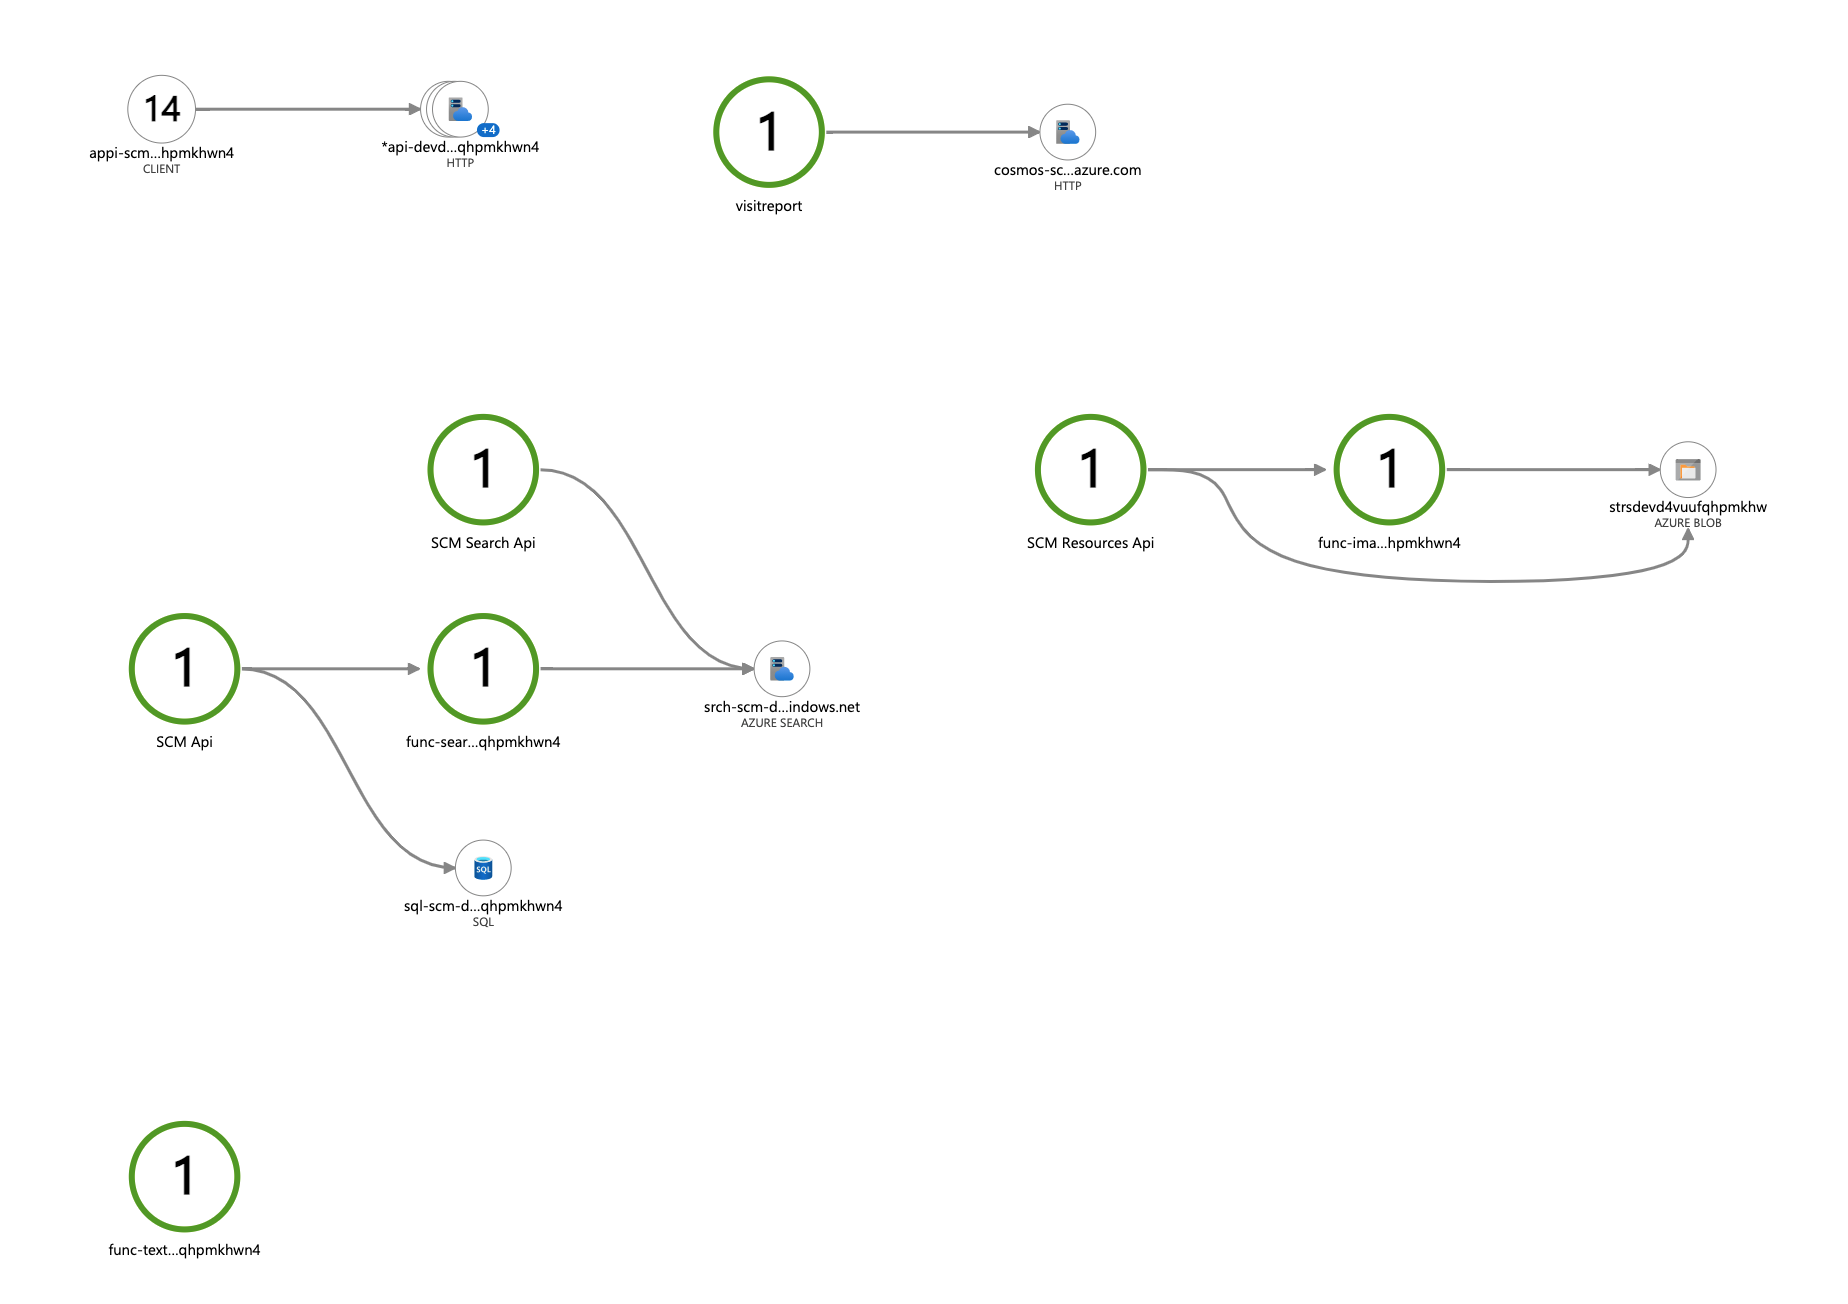 14
+4
appi-scm...hpmkhwn4
CLIENT
*api-devd...qhpmkhwn4
HTTP
1
visitreport
cosmos-sc...azure.com
HTTP
1
SCM Search Api
1
SCM Resources Api
1
func-ima...hpmkhwn4
strsdevd4vuufqhpmkhw
AZURE BLOB
1
SCM Api
1
func-sear...qhpmkhwn4
srch-scm-d...indows.net
AZURE SEARCH
SQL
sql-scm-d...qhpmkhwn4
SQL
1
func-text...qhpmkhwn4